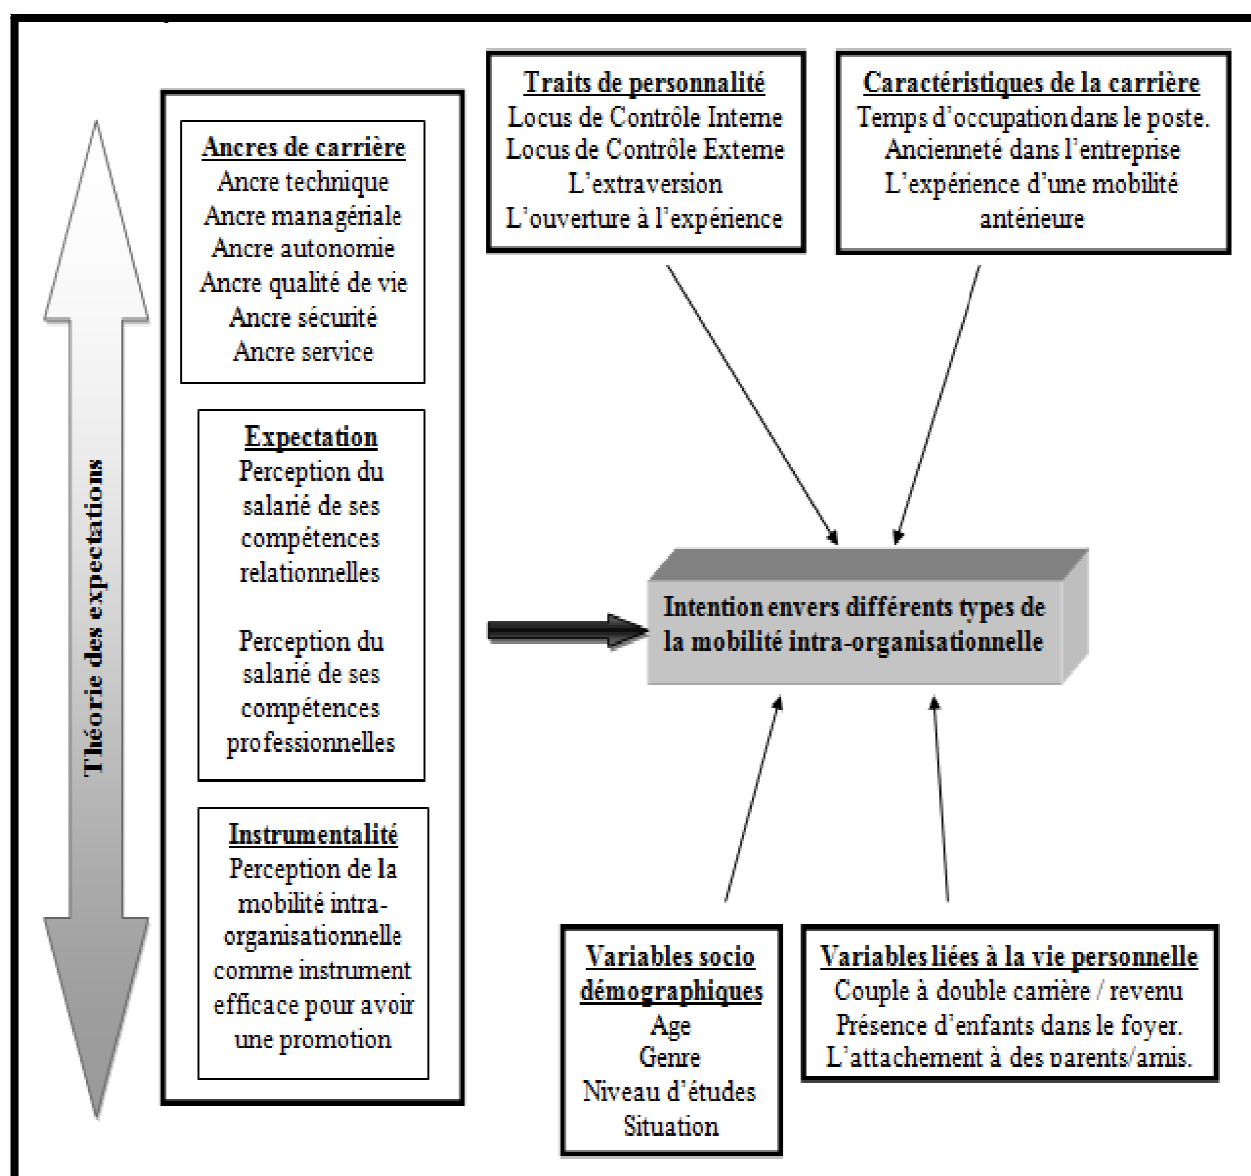 Théorie des expectations
Ancres de carrière
Ancre technique
Ancre managériale
Ancre autonomie
Ancre qualité de vie
Ancre sécurité
Ancre service
Expectation
Perception du
salarié de ses
compétences
relationnelles
Perception du
salarié de ses
compétences
professionnelles
Instrumentalité
Perception de la
mobilité intra-
organisationnelle
comme instrument
efficace pour avoir
une promotion
Traits de personnalité
Locus de Contrôle Interne
Locus de Contrôle Externe
L'extraversion
L'ouverture à l'expérience
Caractéristiques de la carrière
Temps d'occupation dans le poste.
Ancienneté dans l'entreprise
L'expérience d'une mobilité
antérieure
Intention envers différents types de
la mobilité intra-organisationnelle
Variables socio
démographiques
Age
Genre
Niveau d'études
Situation
Variables liées à la vie personnelle
Couple à double carrière / revenu
Présence d'enfants dans le foyer.
L'attachement à des parents/amis.